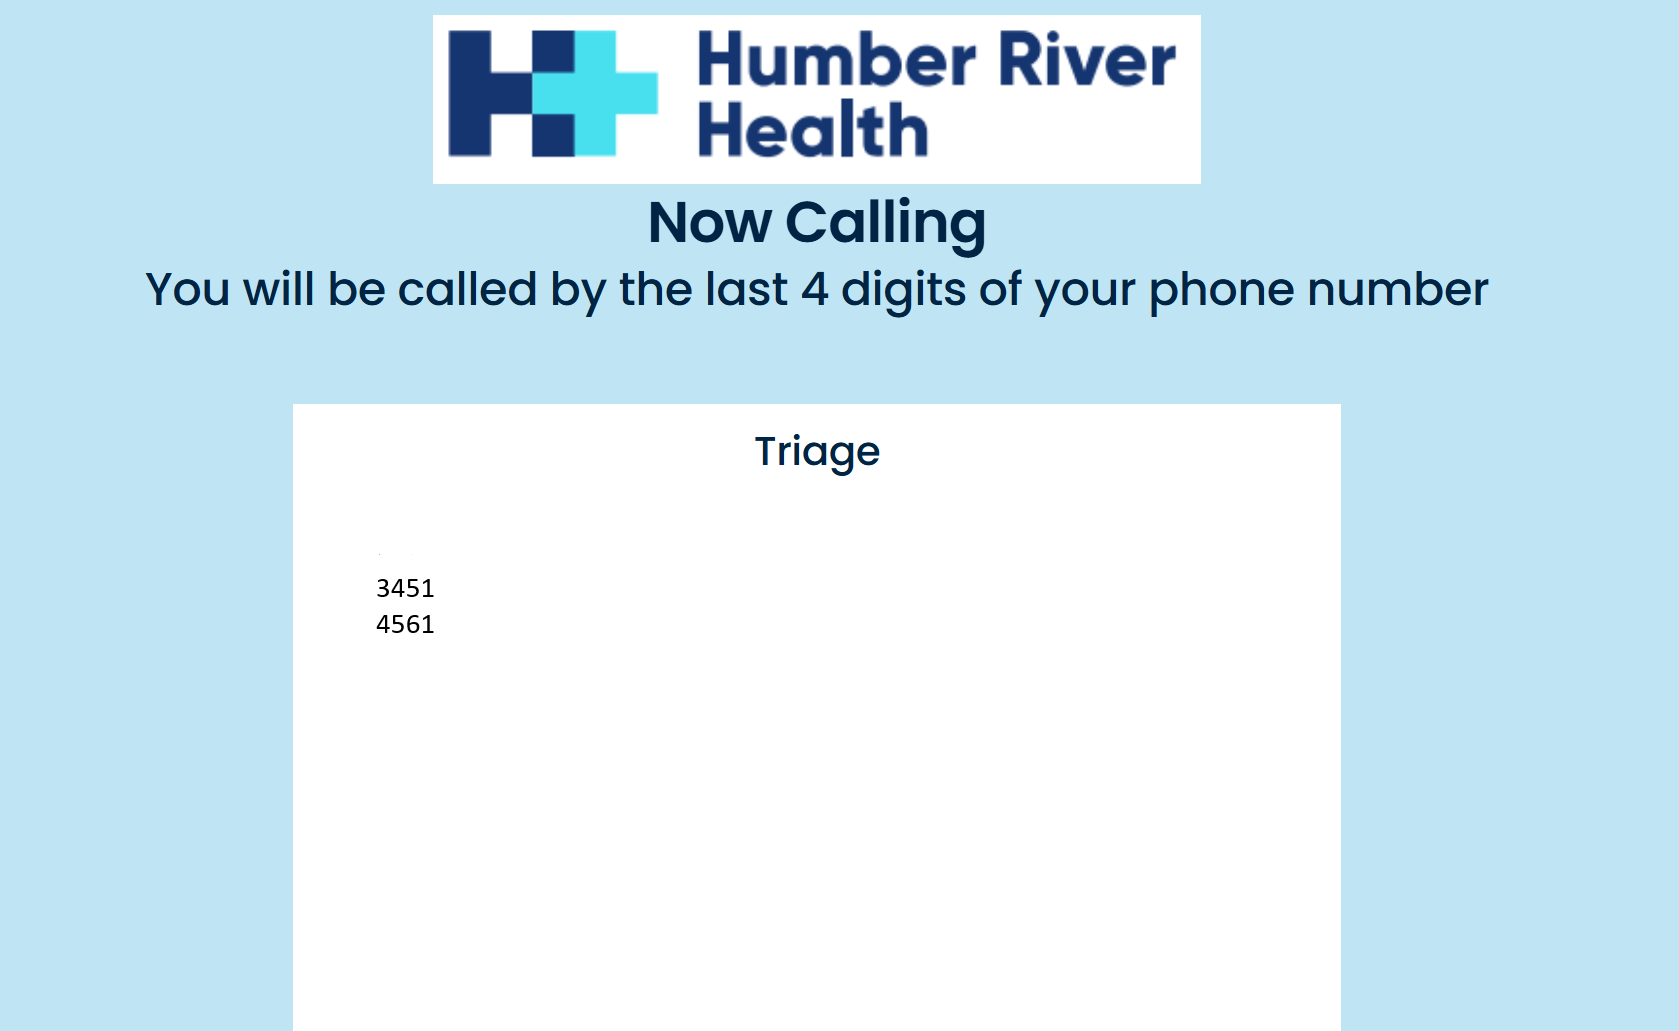 Humber River
Health
Now Calling
You will be called by the last 4 digits of your phone number
Triage
3451
4561